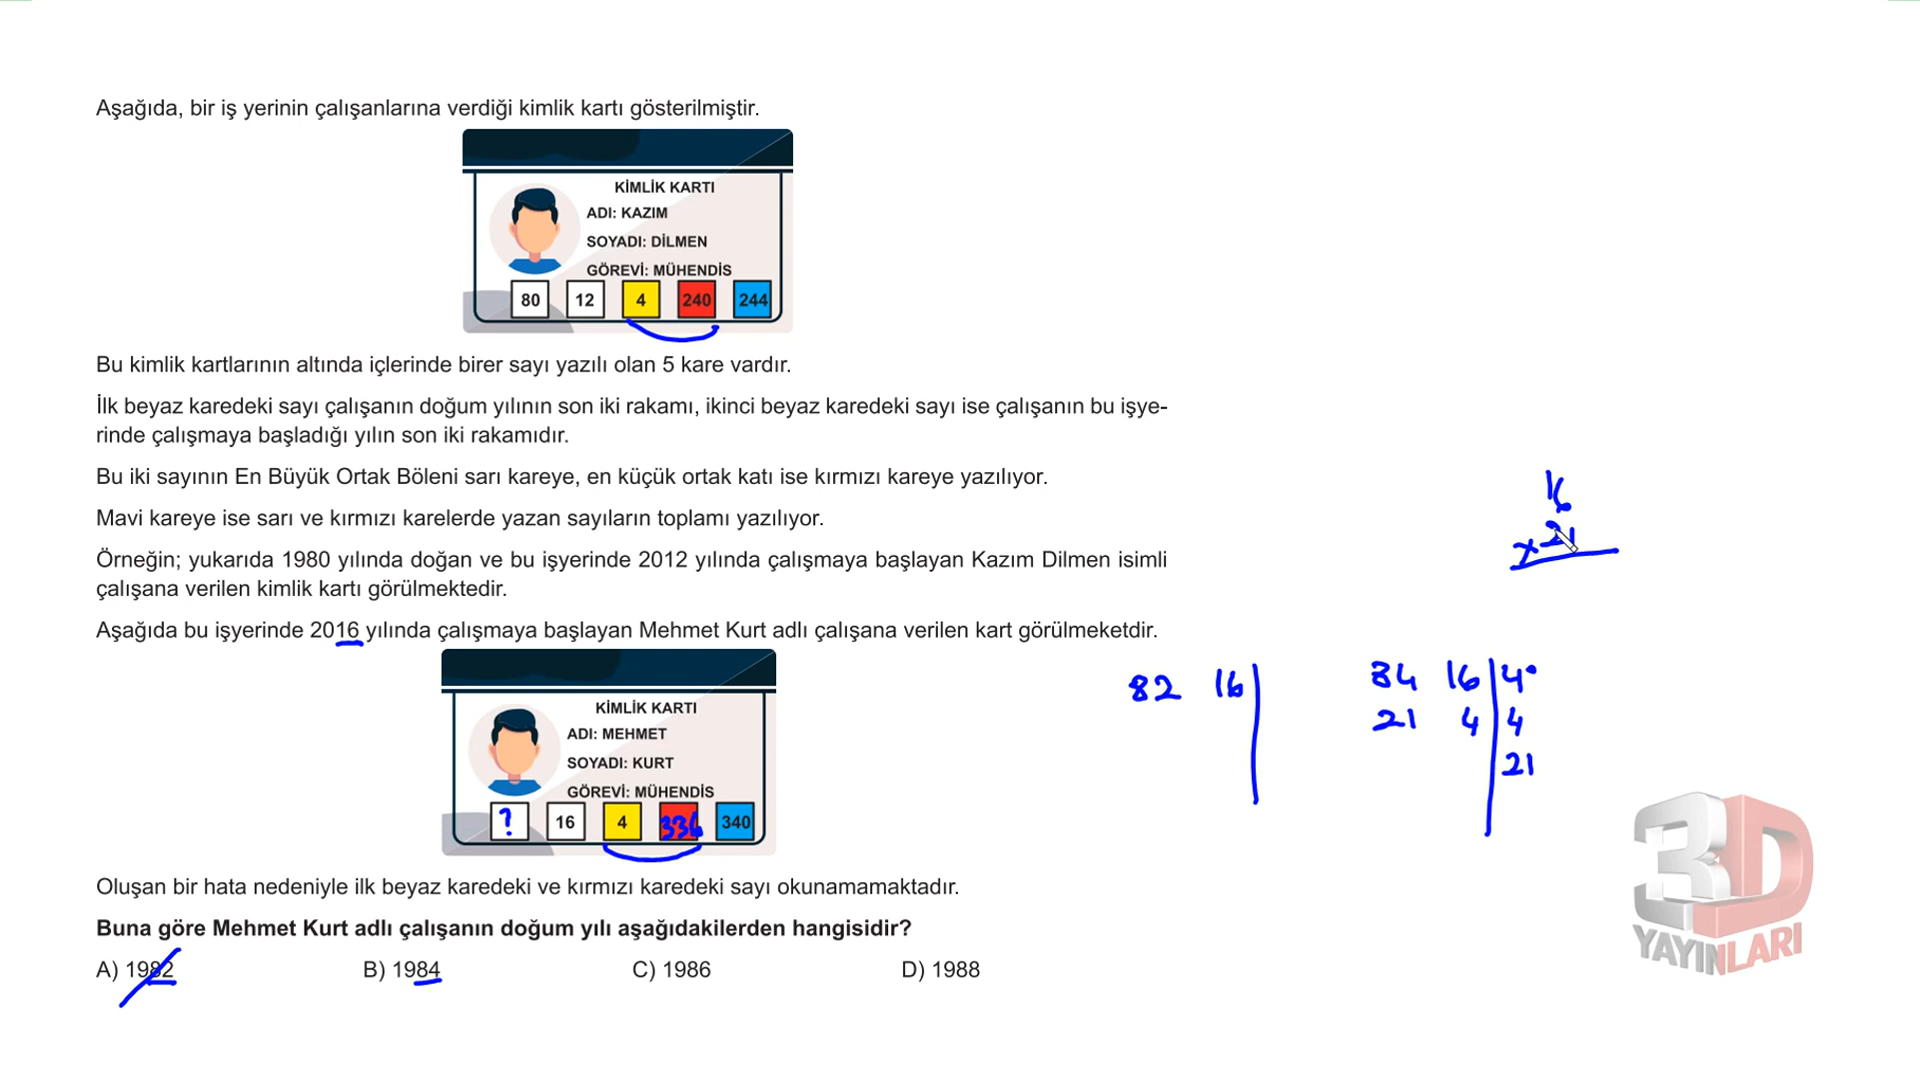 Aşağıda, bir iş yerinin çalışanlarına verdiği kimlik kartı gösterilmiştir.
KİMLİK KARTI
ADI: KAZIM
SOYADI: DİLMEN
GÖREVİ: MÜHENDİS
80 12 4 240 244
Bu kimlik kartlarının altında içlerinde birer sayı yazılı olan 5 kare vardır.
İlk beyaz karedeki sayı çalışanın doğum yılının son iki rakamı, ikinci beyaz karedeki sayı ise çalışanın bu işye-
rinde çalışmaya başladığı yılın son iki rakamıdır.
Bu iki sayının En Büyük Ortak Böleni sarı kareye, en küçük ortak katı ise kırmızı kareye yazılıyor.
Mavi kareye ise sarı ve kırmızı karelerde yazan sayıların toplamı yazılıyor.
Örneğin; yukarıda 1980 yılında doğan ve bu işyerinde 2012 yılında çalışmaya başlayan Kazım Dilmen isimli
çalışana verilen kimlik kartı görülmektedir.
Aşağıda bu işyerinde 2016 yılında çalışmaya başlayan Mehmet Kurt adlı çalışana verilen kart görülmeketdir.
KİMLİK KARTI
ADI: MEHMET
SOYADI: KURT
GÖREVİ: MÜHENDİS
? 16 4 336 340
Oluşan bir hata nedeniyle ilk beyaz karedeki ve kırmızı karedeki sayı okunamamaktadır.
Buna göre Mehmet Kurt adlı çalışanın doğum yılı aşağıdakilerden hangisidir?
A) 1982 B) 1984 C) 1986 D) 1988
16
x 21
82 16
84 16 4
21 4 4
21
3D
YAYINLARI